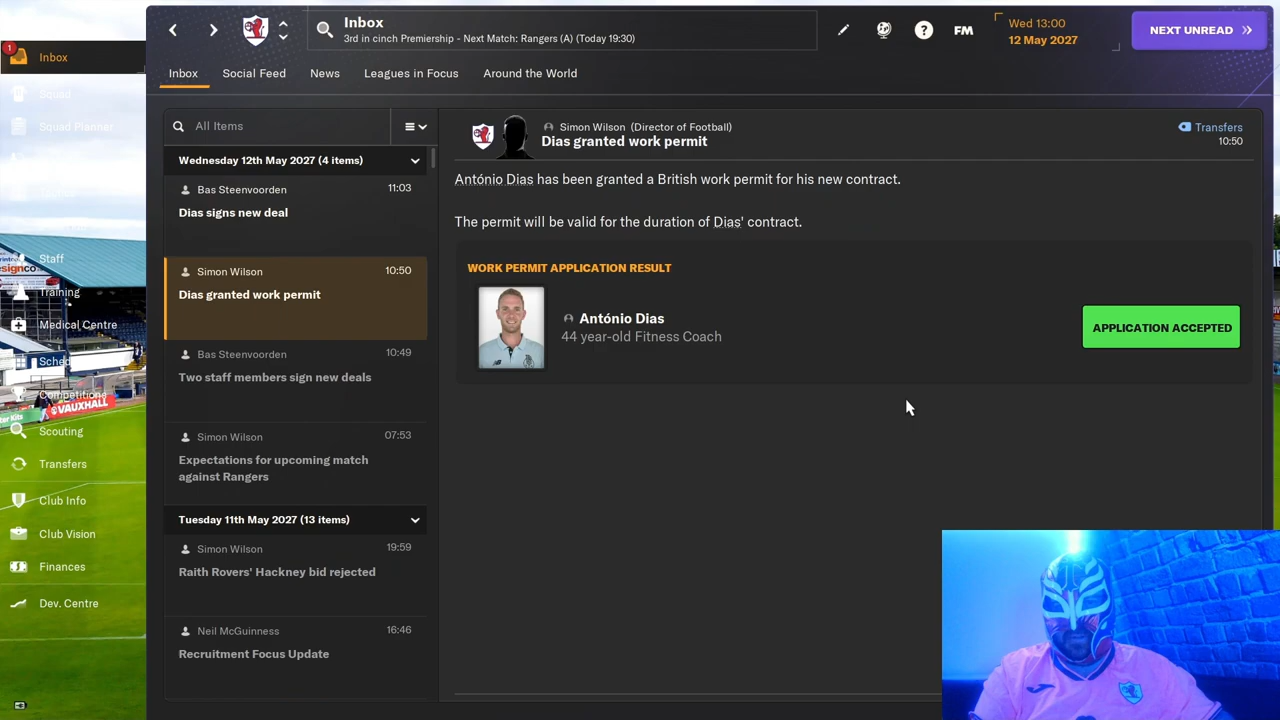 Inbox
3rd in cinch Premiership - Next Match: Rangers (A) (Today 19:30)
FM
Wed 13:00
12 May 2027
NEXT UNREAD
1
Inbox
Squad
Squad Planner
Staff
Training
Medical Centre
Competitions
VAUXHALL
Scouting
Transfers
Club Info
Club Vision
Finances
Dev. Centre
Inbox
Social Feed
News
Leagues in Focus
Around the World
All Items
Wednesday 12th May 2027 (4 items)
Bas Steenvoorden
11:03
Dias signs new deal
Simon Wilson
10:50
Dias granted work permit
Bas Steenvoorden
10:49
Two staff members sign new deals
Simon Wilson
07:53
Expectations for upcoming match
against Rangers
Tuesday 11th May 2027 (13 items)
Simon Wilson
19:59
Raith Rovers' Hackney bid rejected
Neil McGuinness
16:46
Recruitment Focus Update
Simon Wilson (Director of Football)
Dias granted work permit
Transfers
10:50
António Dias has been granted a British work permit for his new contract.
The permit will be valid for the duration of Dias' contract.
WORK PERMIT APPLICATION RESULT
António Dias
44 year-old Fitness Coach
APPLICATION ACCEPTED